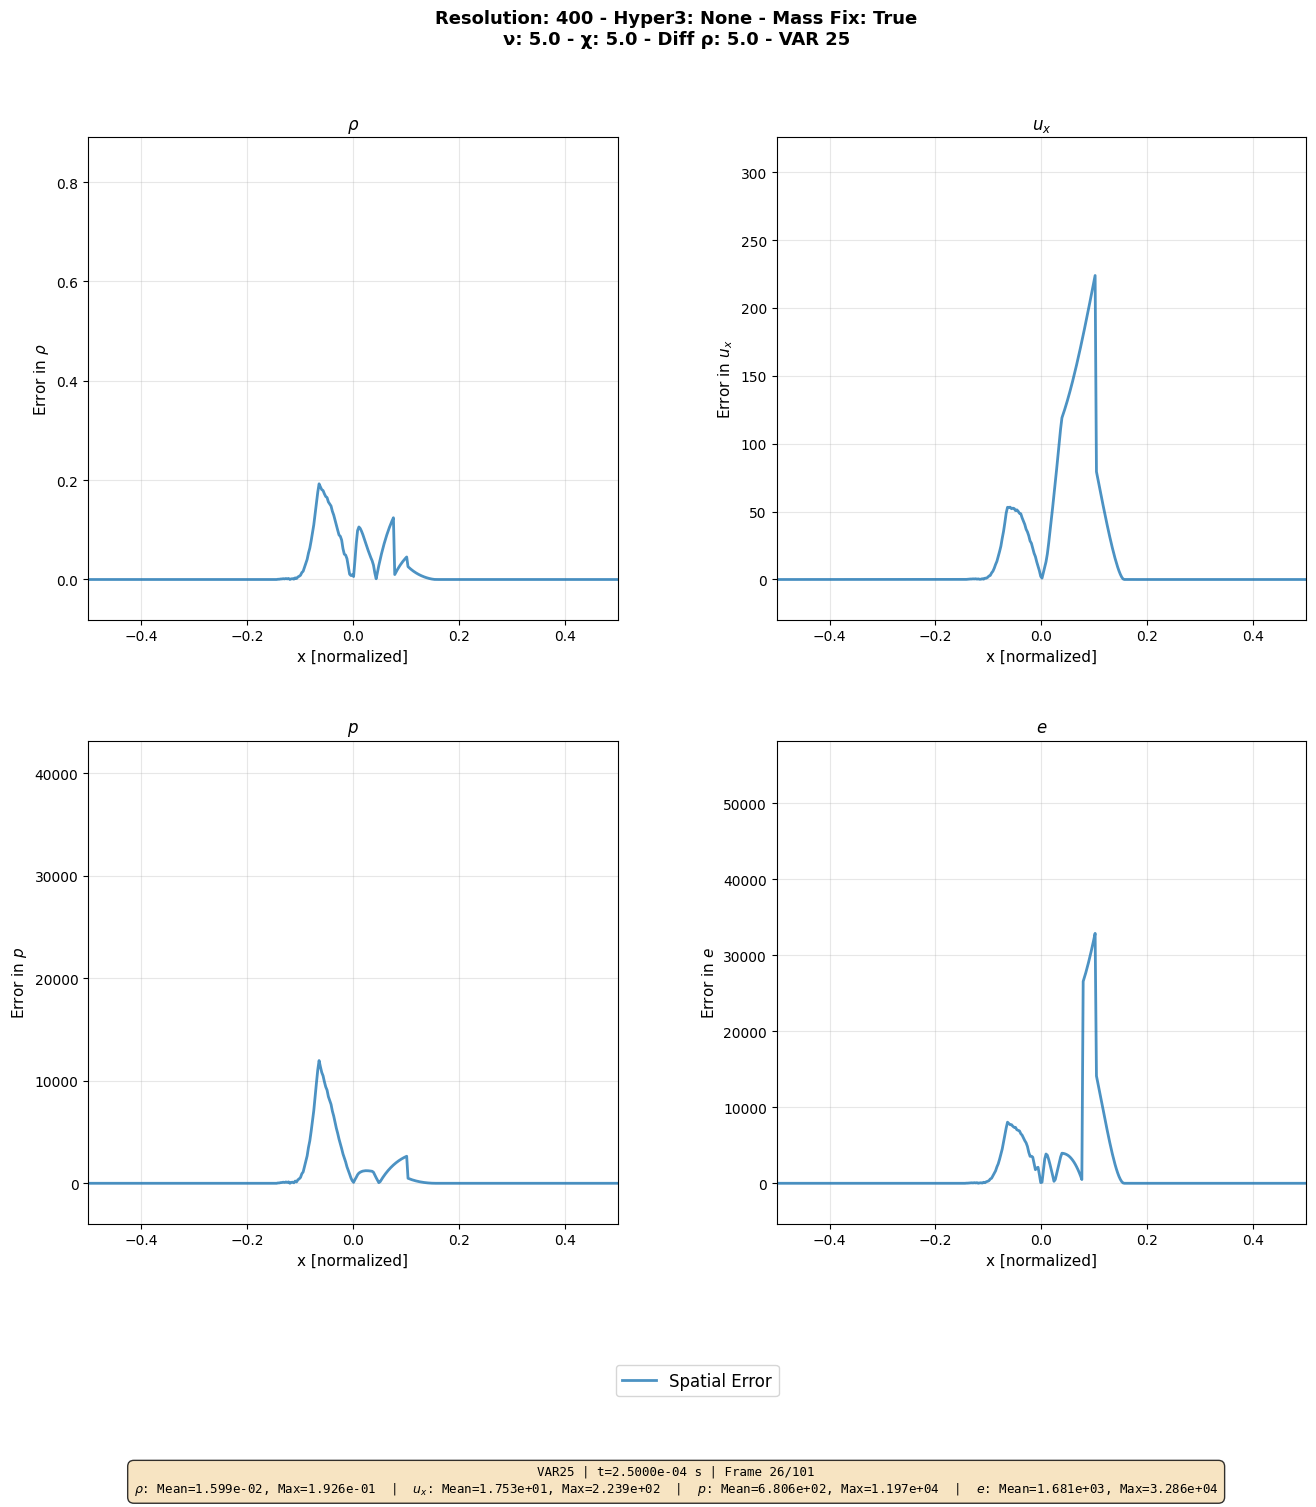 Resolution: 400 - Hyper3: None - Mass Fix: True
ν: 5.0 - χ: 5.0 - Diff ρ: 5.0 - VAR 25
ρ
Error in ρ
0.8
0.6
0.4
0.2
0.0
−0.4 −0.2 0.0 0.2 0.4
x [normalized]
u_x
Error in u_x
300
250
200
150
100
50
0
−0.4 −0.2 0.0 0.2 0.4
x [normalized]
p
Error in p
40000
30000
20000
10000
0
−0.4 −0.2 0.0 0.2 0.4
x [normalized]
e
Error in e
50000
40000
30000
20000
10000
0
−0.4 −0.2 0.0 0.2 0.4
x [normalized]
Spatial Error
VAR25 | t=2.5000e-04 s | Frame 26/101
ρ: Mean=1.599e-02, Max=1.926e-01 | u_x: Mean=1.753e+01, Max=2.239e+02 | p: Mean=6.806e+02, Max=1.197e+04 | e: Mean=1.681e+03, Max=3.286e+04